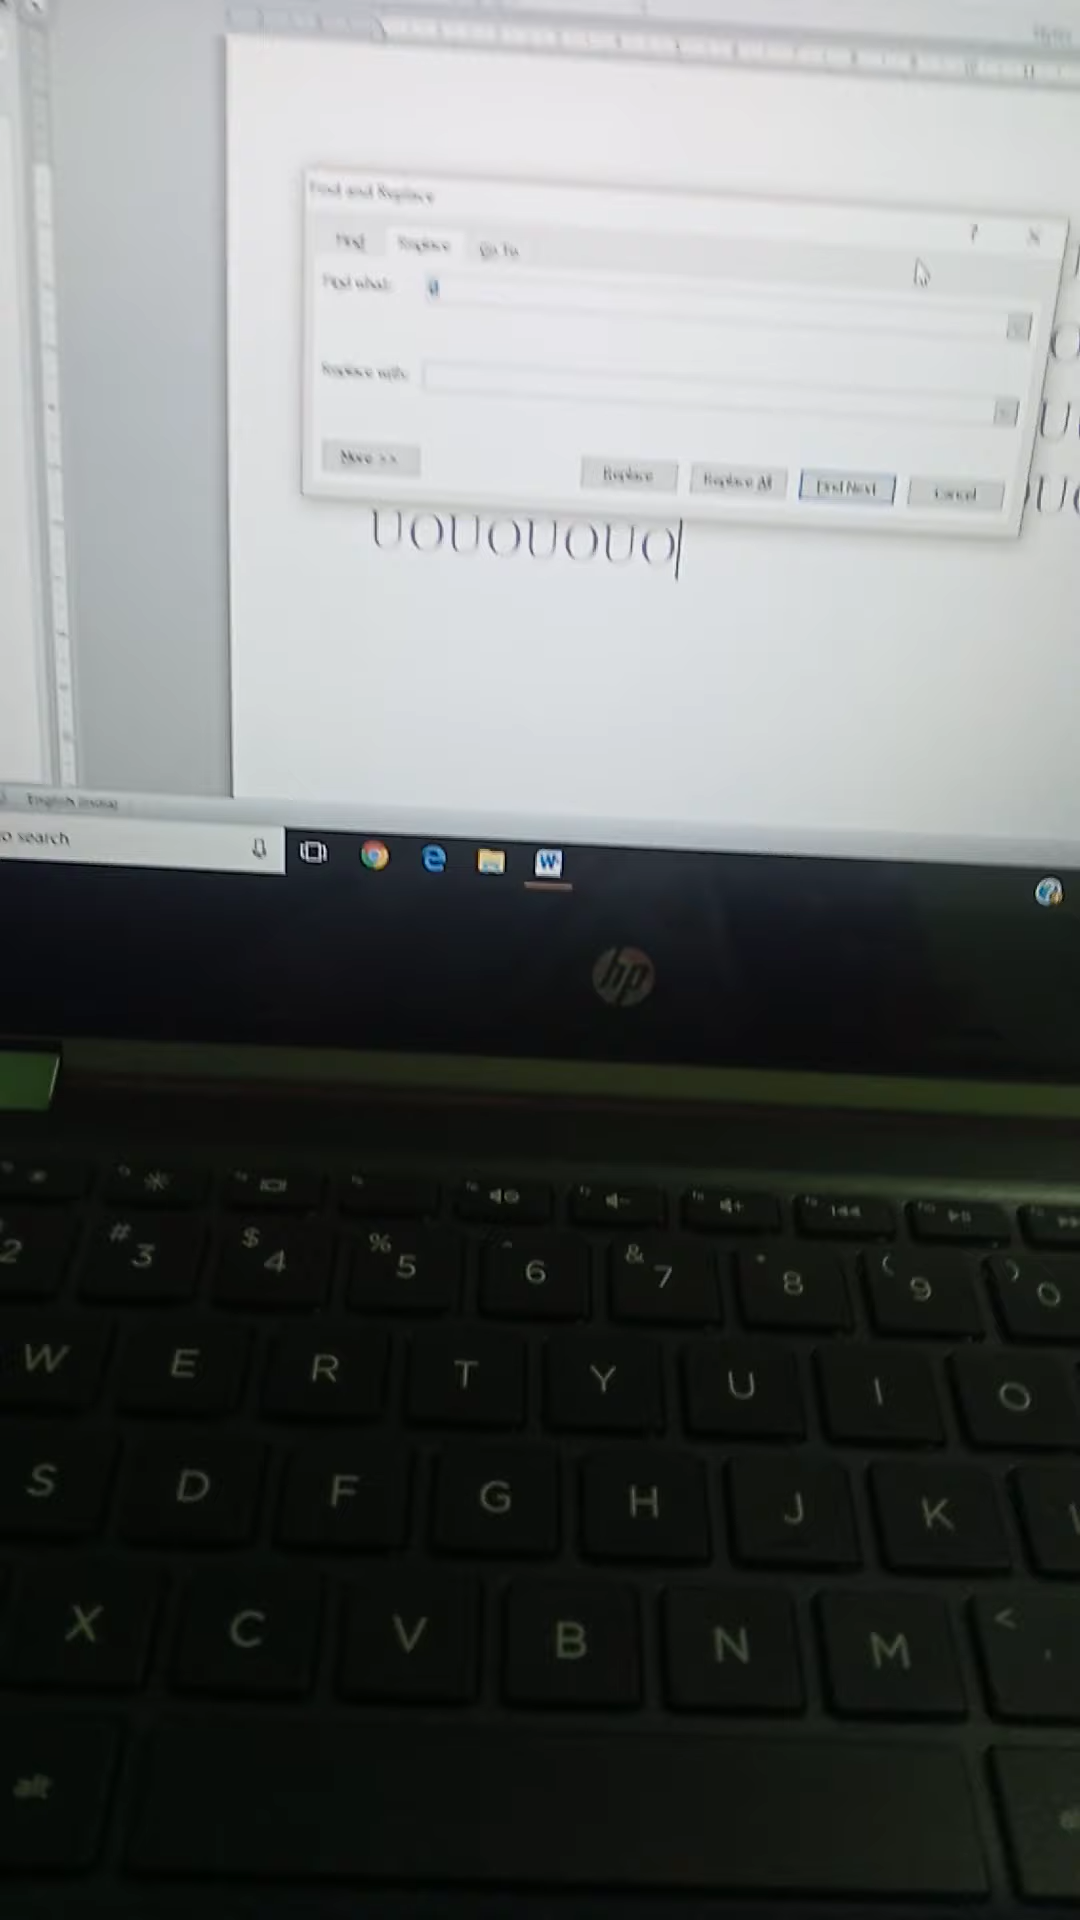 Find and Replace
? ×
Find Replace Go To
Find what:
Replace with:
More >>
Replace Replace All Find Next Cancel
UOUOUOUO
English (India)
o search
hp
2 # 3 $ 4 % 5 ^ 6 & 7 * 8 ( 9 ) 0
W E R T Y U I O
S D F G H J K
X C V B N M <
alt